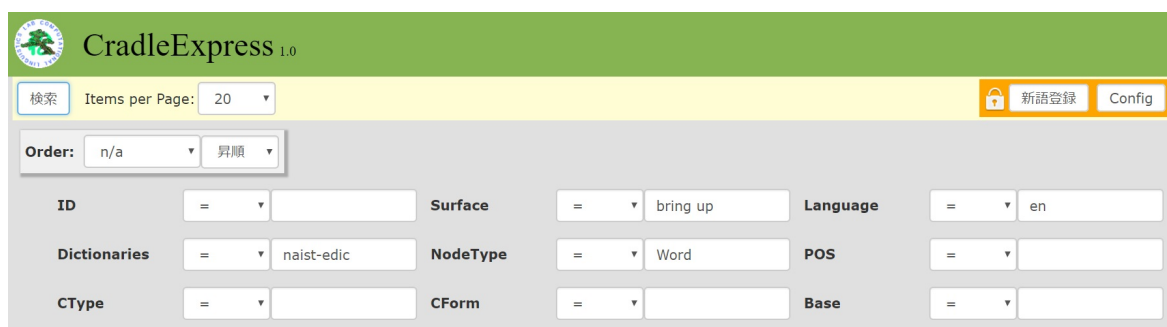 CradleExpress 1.0
検索 Items per Page: 20 新語登録 Config
Order: n/a 昇順
ID = Surface = bring up Language = en
Dictionaries = naist-edic NodeType = Word POS =
CType = CForm = Base =